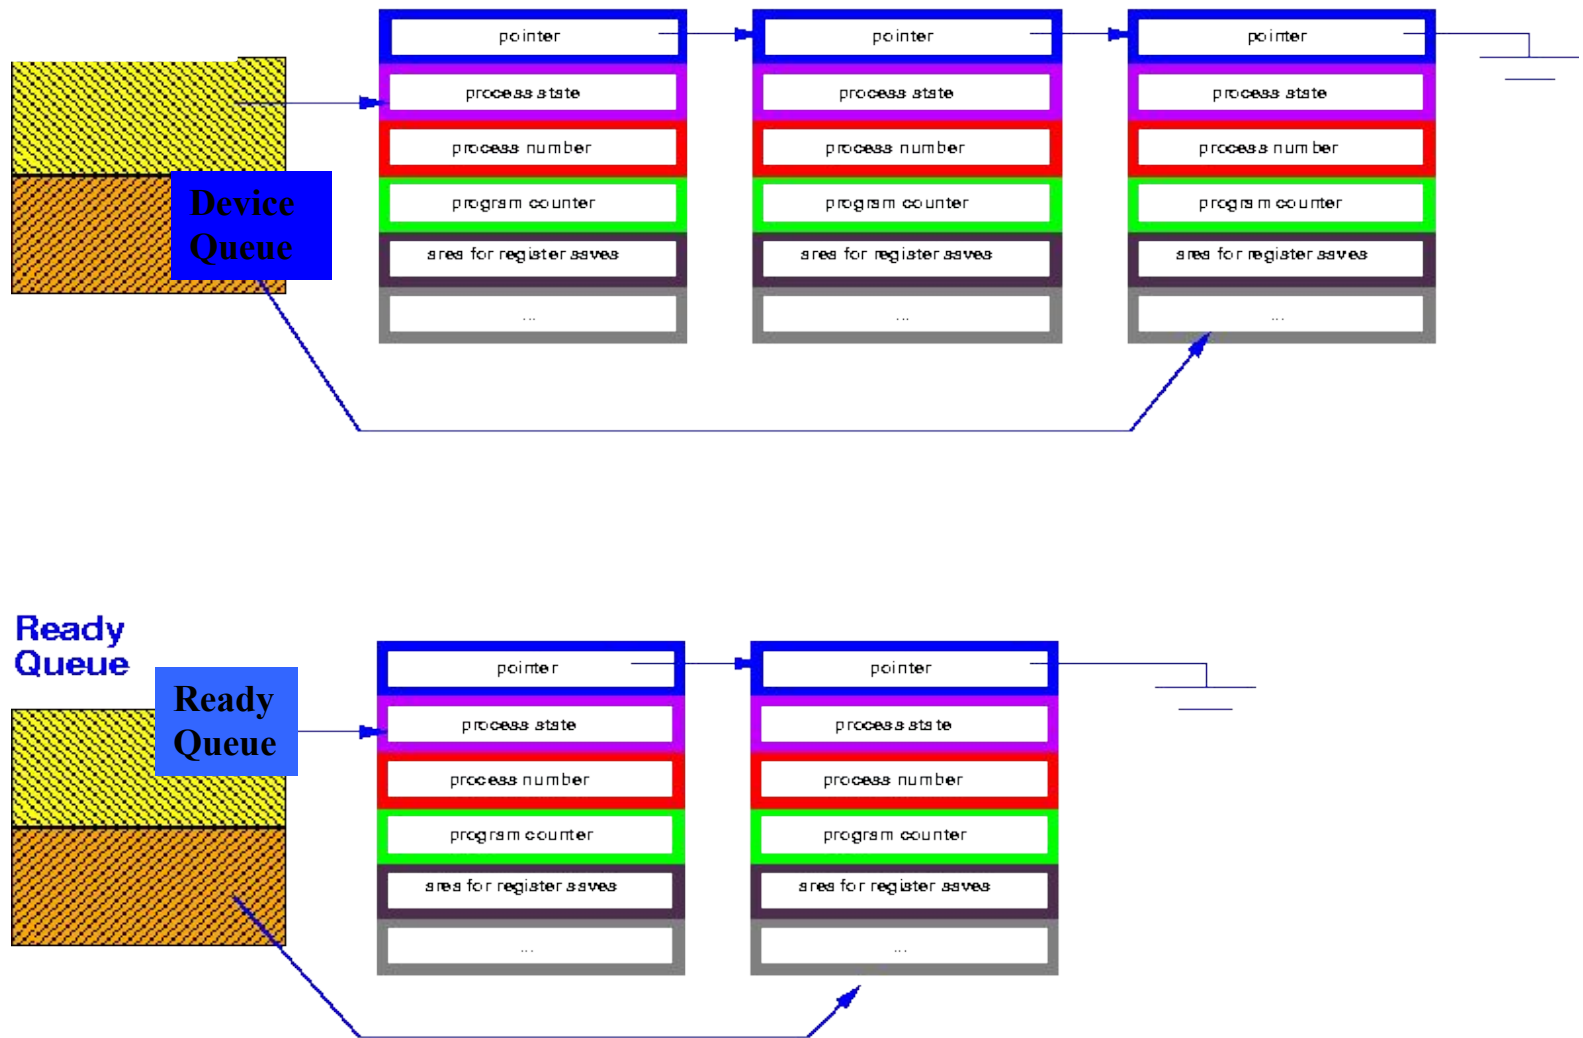 pointer
pointer
pointer
process state
process state
process state
process number
process number
process number
Device
Queue
program counter
program counter
program counter
area for register saves
area for register saves
area for register saves
...
...
...
Ready
Queue
Ready
Queue
pointer
pointer
process state
process state
process number
process number
program counter
program counter
area for register saves
area for register saves
...
...